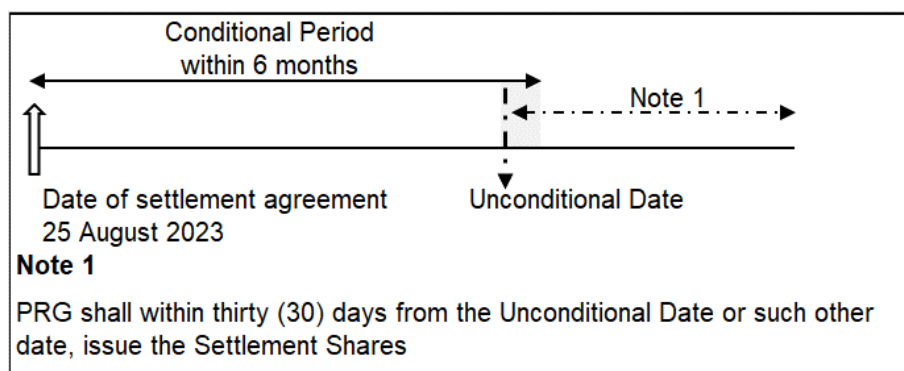 Conditional Period
within 6 months
Note 1
Date of settlement agreement
25 August 2023
Unconditional Date
Note 1
PRG shall within thirty (30) days from the Unconditional Date or such other
date, issue the Settlement Shares